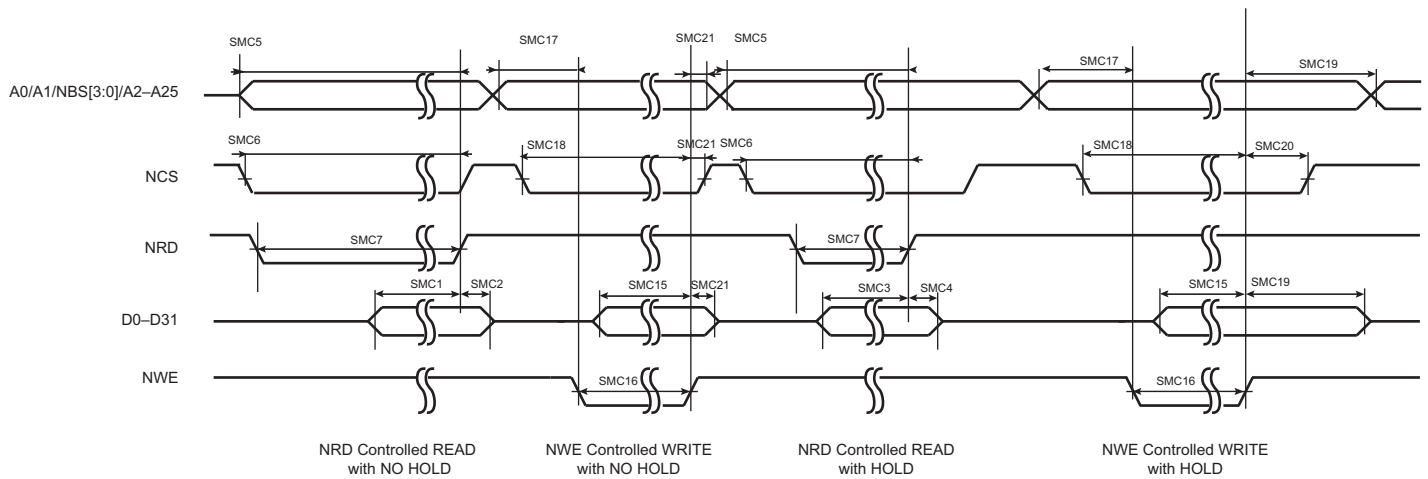 SMC5
SMC17
SMC21
SMC5
SMC17
SMC19
A0/A1/NBS[3:0]/A2–A25
SMC6
SMC18
SMC21
SMC6
SMC18
SMC20
NCS
SMC7
SMC7
NRD
SMC1
SMC2
SMC15
SMC21
SMC3
SMC4
SMC15
SMC19
D0–D31
NWE
SMC16
SMC16
NRD Controlled READ
with NO HOLD
NWE Controlled WRITE
with NO HOLD
NRD Controlled READ
with HOLD
NWE Controlled WRITE
with HOLD